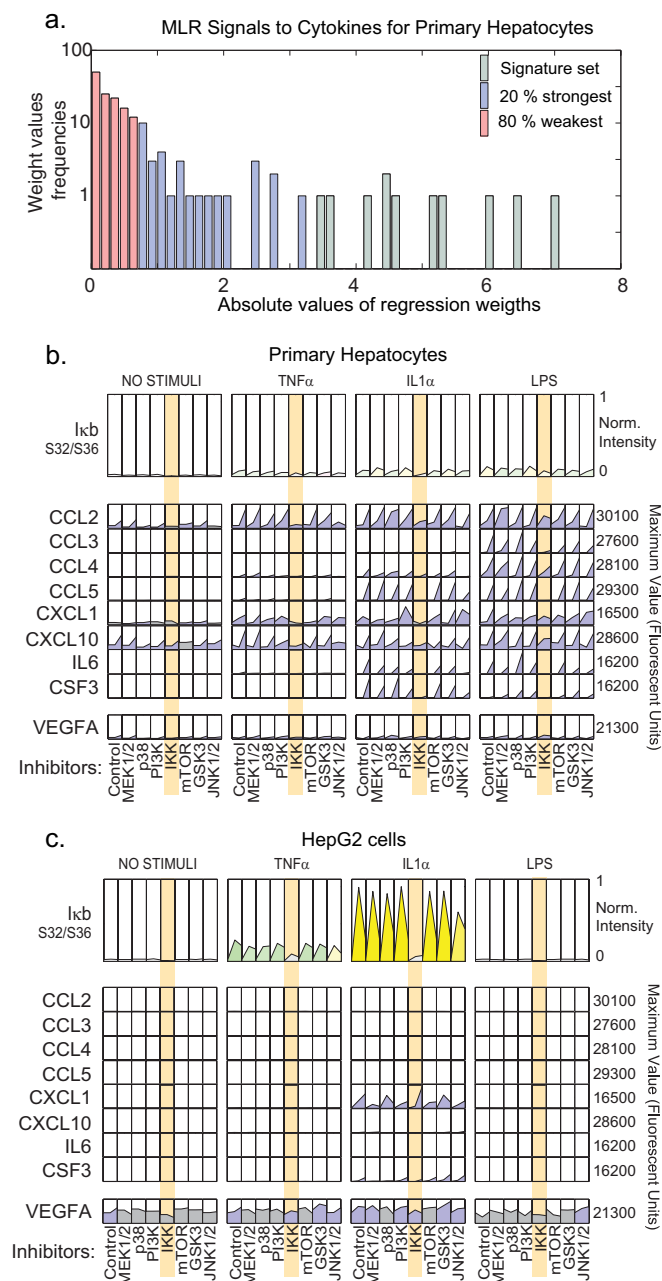 a.
MLR Signals to Cytokines for Primary Hepatocytes
100
10
1
Weight values
frequencies
Signature set
20 % strongest
80 % weakest
0 2 4 6 8
Absolute values of regression weigths
b.
Primary Hepatocytes
NO STIMULI TNFα IL1α LPS
Iκb
S32/S36
1
Norm.
Intensity
0
CCL2 30100
CCL3 27600
CCL4 28100
CCL5 29300
CXCL1 16500
CXCL10 28600
IL6 16200
CSF3 16200
VEGFA 21300
Maximum Value (Fluorescent Units)
Inhibitors:
Control MEK1/2 p38 PI3K IKK mTOR GSK3 JNK1/2 Control MEK1/2 p38 PI3K IKK mTOR GSK3 JNK1/2 Control MEK1/2 p38 PI3K IKK mTOR GSK3 JNK1/2 Control MEK1/2 p38 PI3K IKK mTOR GSK3 JNK1/2
c.
HepG2 cells
NO STIMULI TNFα IL1α LPS
Iκb
S32/S36
1
Norm.
Intensity
0
CCL2 30100
CCL3 27600
CCL4 28100
CCL5 29300
CXCL1 16500
CXCL10 28600
IL6 16200
CSF3 16200
VEGFA 21300
Maximum Value (Fluorescent Units)
Inhibitors:
Control MEK1/2 p38 PI3K IKK mTOR GSK3 JNK1/2 Control MEK1/2 p38 PI3K IKK mTOR GSK3 JNK1/2 Control MEK1/2 p38 PI3K IKK mTOR GSK3 JNK1/2 Control MEK1/2 p38 PI3K IKK mTOR GSK3 JNK1/2